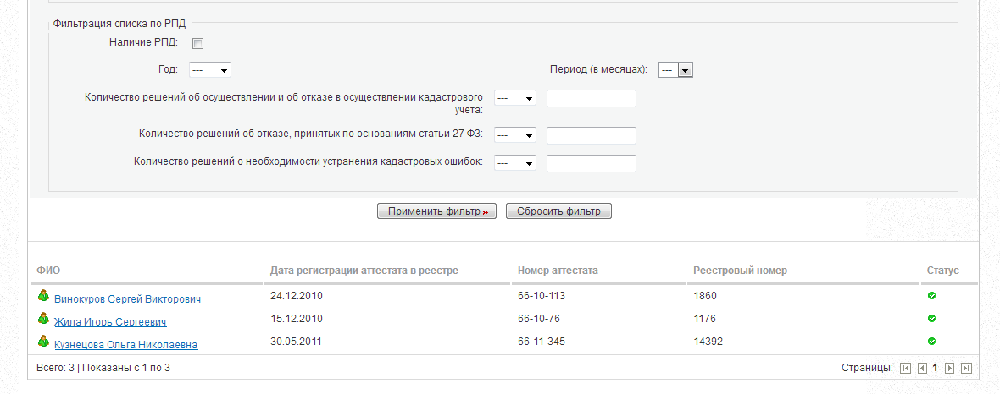 Фильтрация списка по РПД
Наличие РПД:
Год: --- Период (в месяцах): ---
Количество решений об осуществлении и об отказе в осуществлении кадастрового
учета: ---
Количество решений об отказе, принятых по основаниям статьи 27 ФЗ: ---
Количество решений о необходимости устранения кадастровых ошибок: ---
Применить фильтр» Сбросить фильтр
ФИО Дата регистрации аттестата в реестре Номер аттестата Реестровый номер Статус
Винокуров Сергей Викторович 24.12.2010 66-10-113 1860
Жила Игорь Сергеевич 15.12.2010 66-10-76 1176
Кузнецова Ольга Николаевна 30.05.2011 66-11-345 14392
Всего: 3 | Показаны с 1 по 3 Страницы: 1